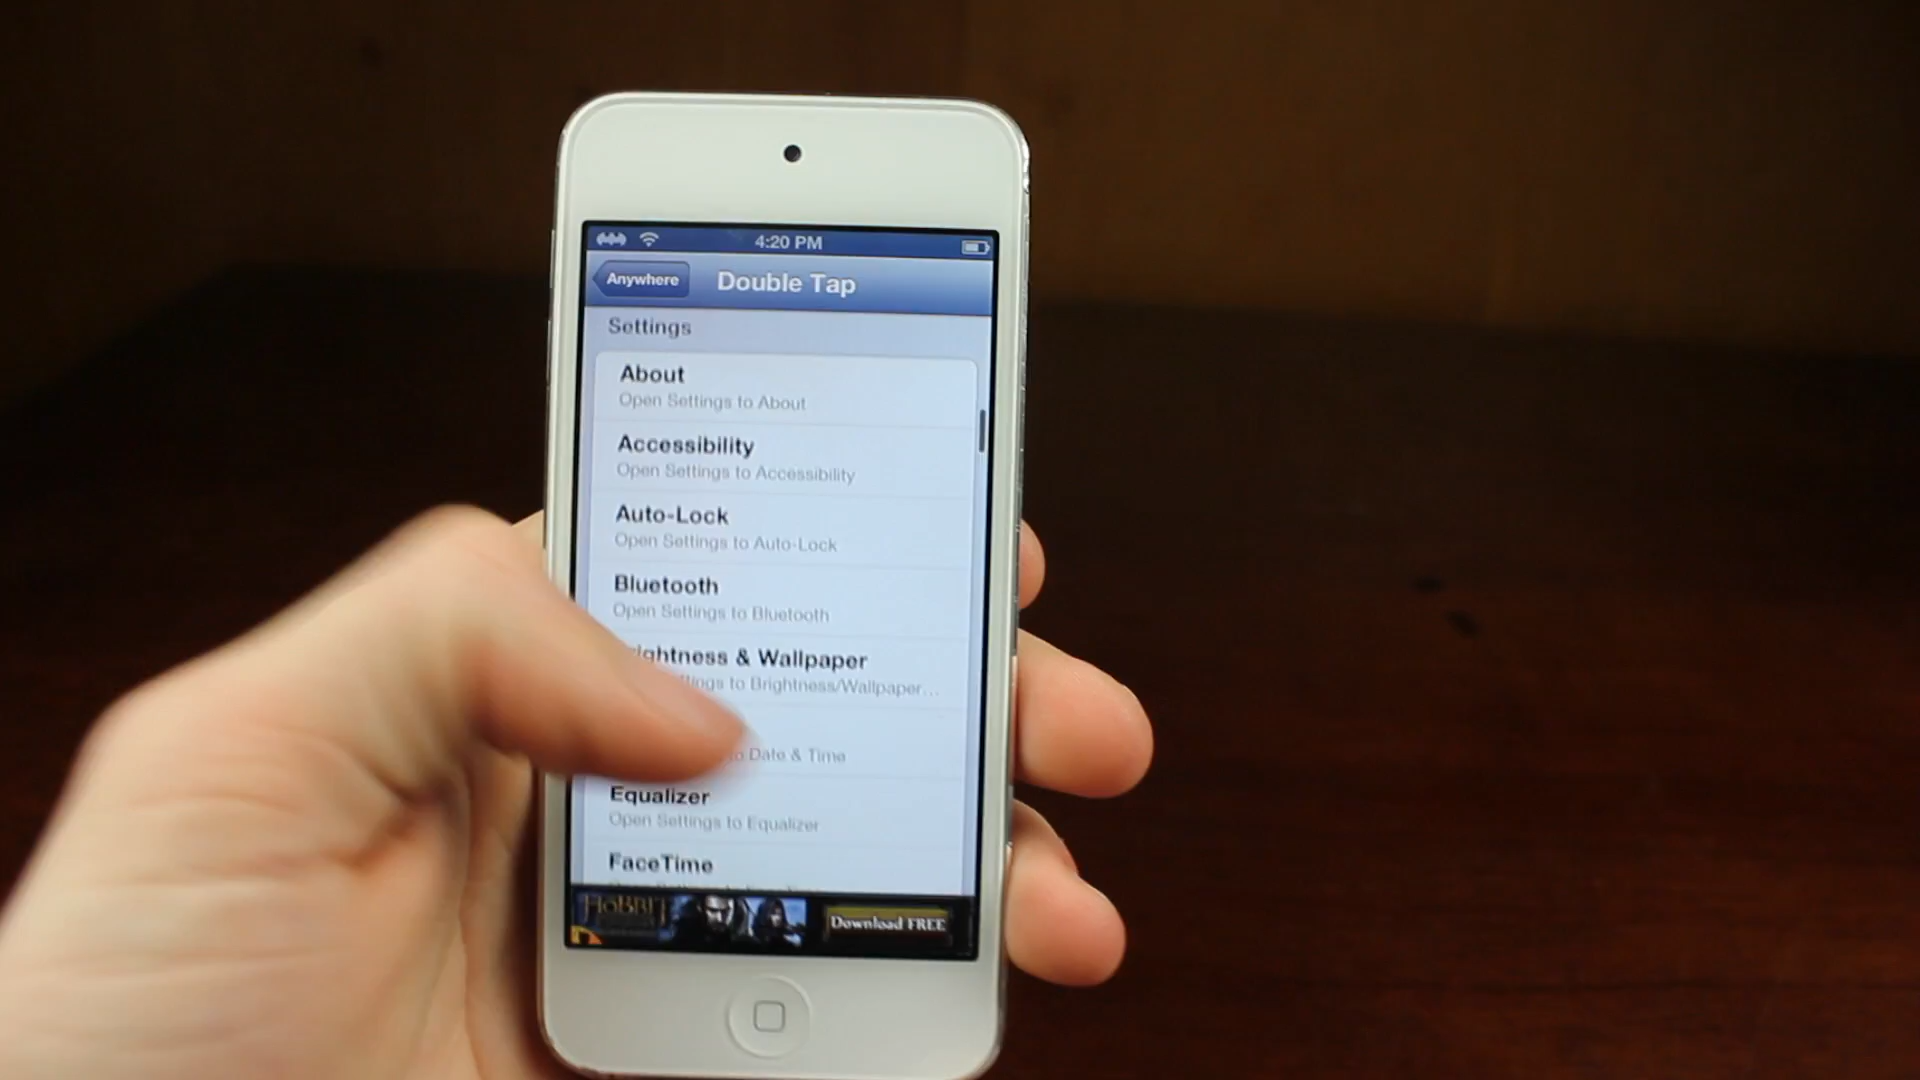 4:20 PM
Anywhere
Double Tap
Settings
About
Open Settings to About
Accessibility
Open Settings to Accessibility
Auto-Lock
Open Settings to Auto-Lock
Bluetooth
Open Settings to Bluetooth
& Wallpaper
to Brightness/Wallpaper...
Date & Time
Equalizer
Open Settings to Equalizer
FaceTime
HOBBIT
Download FREE